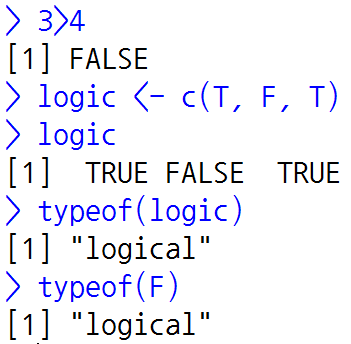 > 3>4
[1] FALSE
> logic <- c(T, F, T)
> logic
[1]  TRUE FALSE  TRUE
> typeof(logic)
[1] "logical"
> typeof(F)
[1] "logical"